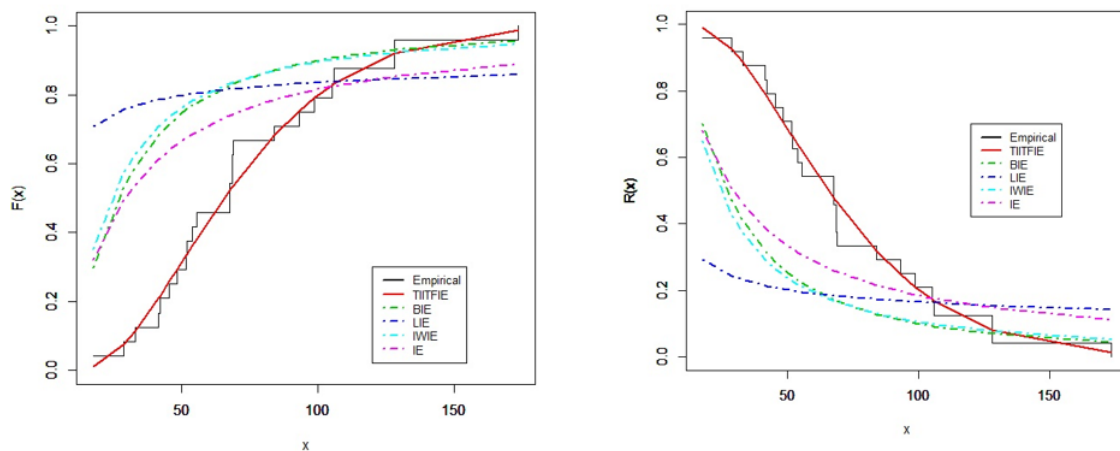 F(x)
1.0
0.8
0.6
0.4
0.2
0.0
50
100
150
x
Empirical
TIITFIE
BIE
LIE
IWIE
IE
R(x)
1.0
0.8
0.6
0.4
0.2
0.0
50
100
150
x
Empirical
TIITFIE
BIE
LIE
IWIE
IE